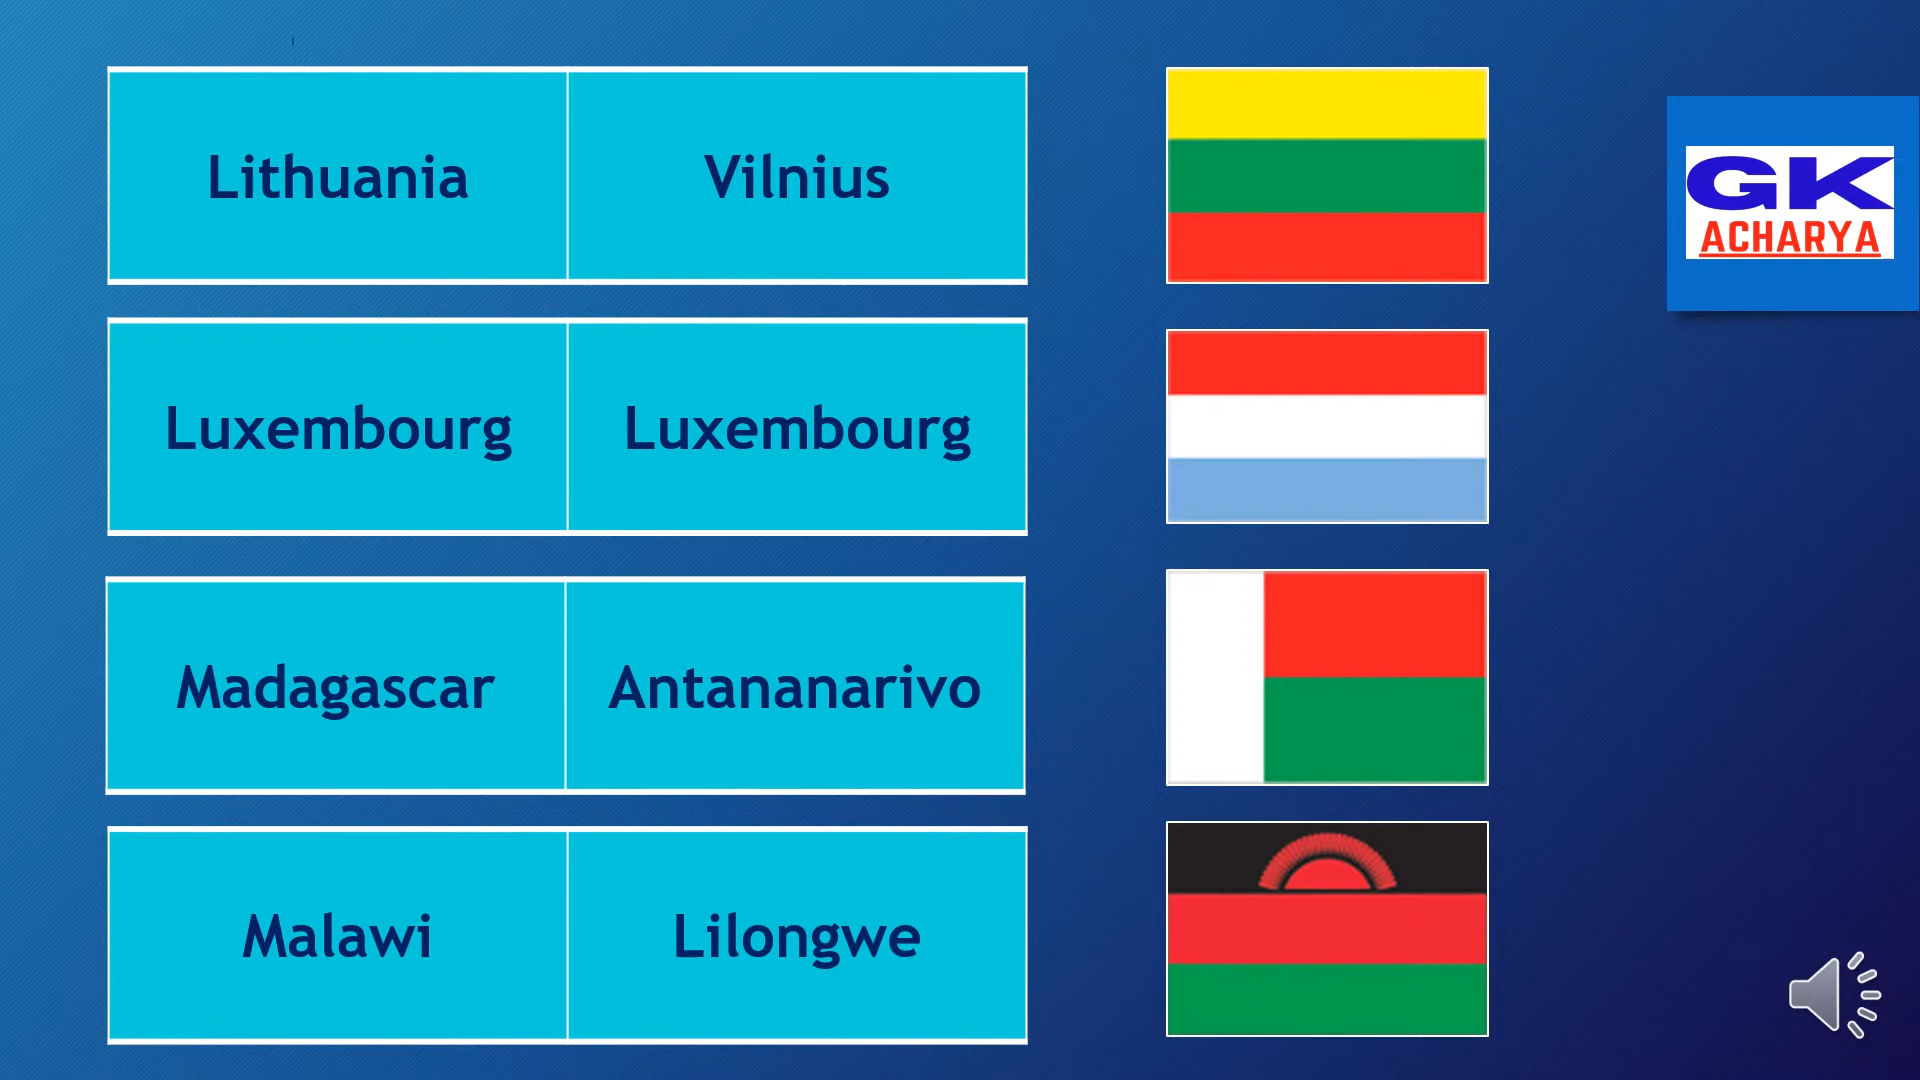 Lithuania Vilnius
GK
ACHARYA
Luxembourg Luxembourg
Madagascar Antananarivo
Malawi Lilongwe